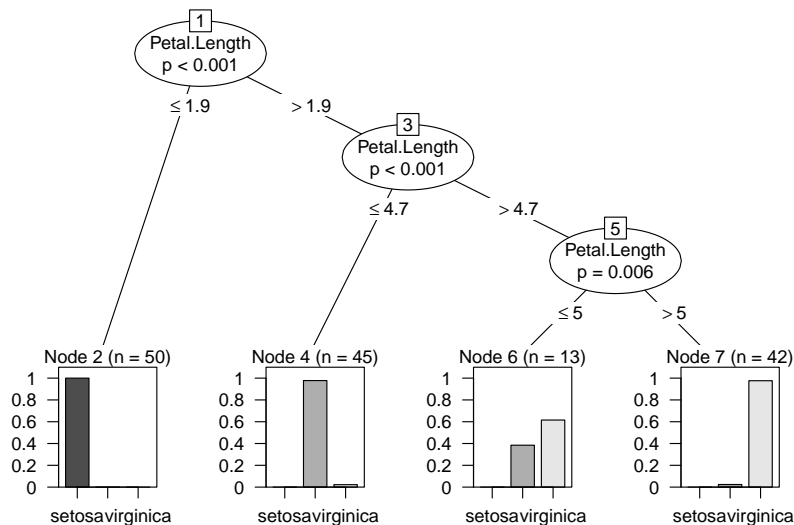 1
Petal.Length
p < 0.001
≤ 1.9
> 1.9
3
Petal.Length
p < 0.001
≤ 4.7
> 4.7
5
Petal.Length
p = 0.006
≤ 5
> 5
Node 2 (n = 50)
1
0.8
0.6
0.4
0.2
0
setosavirginica
Node 4 (n = 45)
1
0.8
0.6
0.4
0.2
0
setosavirginica
Node 6 (n = 13)
1
0.8
0.6
0.4
0.2
0
setosavirginica
Node 7 (n = 42)
1
0.8
0.6
0.4
0.2
0
setosavirginica